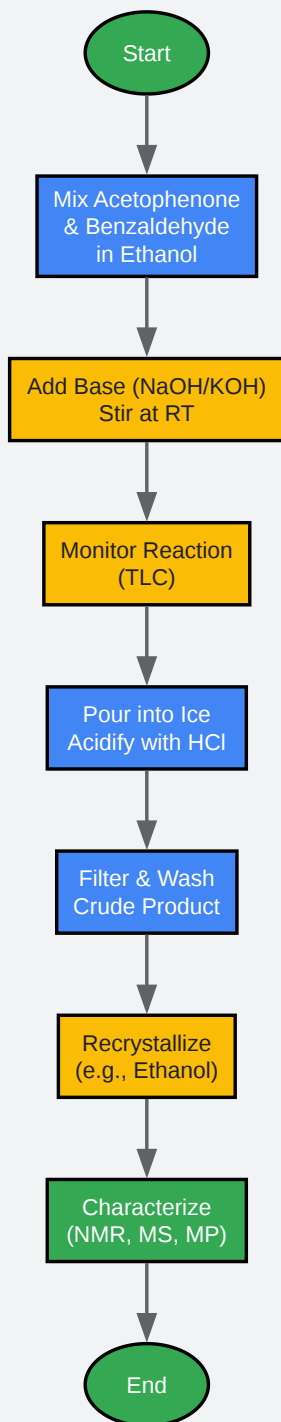 Start
Mix Acetophenone
& Benzaldehyde
in Ethanol
Add Base (NaOH/KOH)
Stir at RT
Monitor Reaction
(TLC)
Pour into Ice
Acidify with HCl
Filter & Wash
Crude Product
Recrystallize
(e.g., Ethanol)
Characterize
(NMR, MS, MP)
End